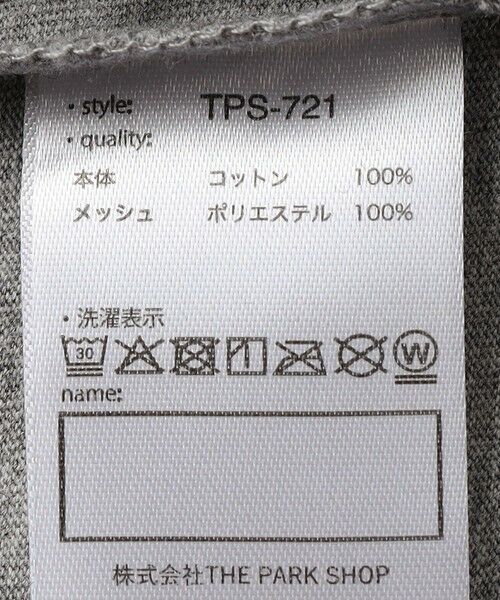 ・style: TPS-721
・quality:
本体 コットン 100%
メッシュ ポリエステル 100%
・洗濯表示
30 W
name:
株式会社THE PARK SHOP